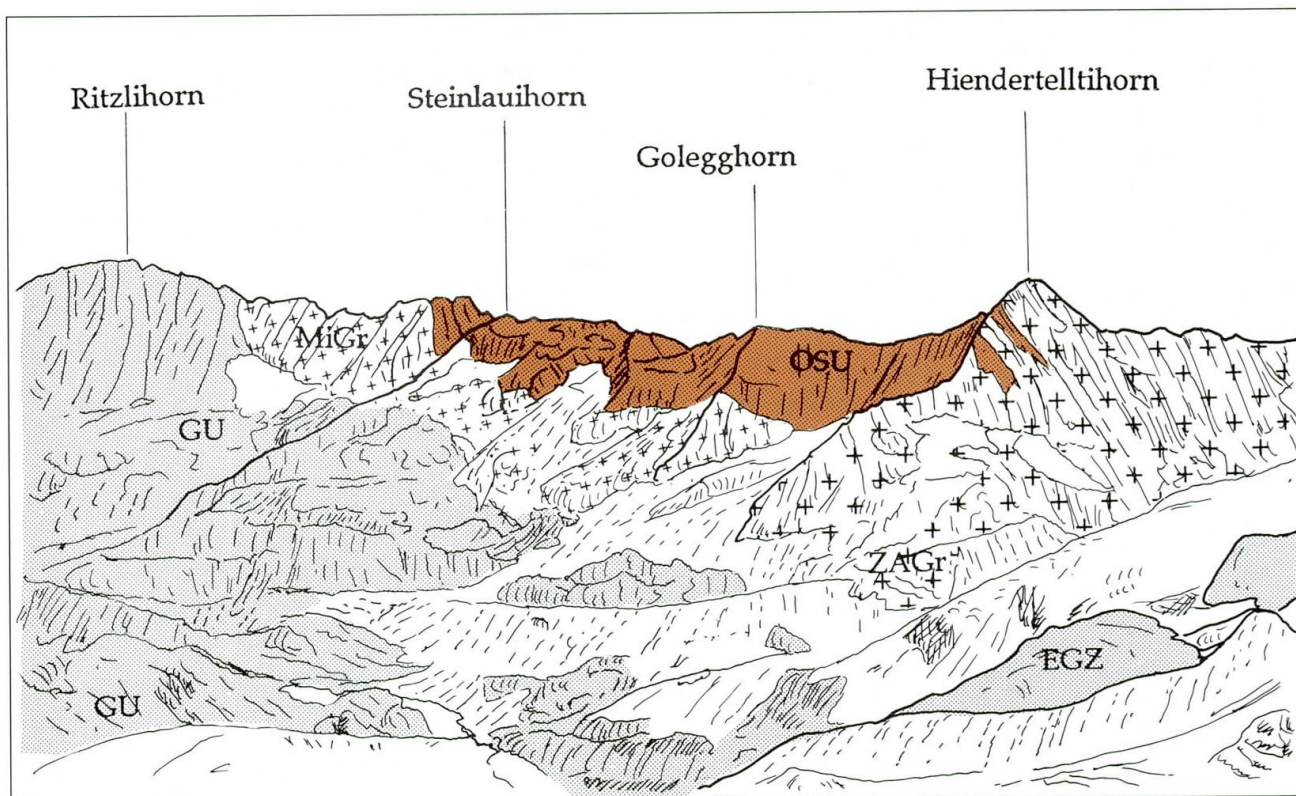 Ritzlihorn
Steinlauihorn
Hiendertelltihorn
Golegghorn
MiGr
OSU
GU
ZAGr
EGZ
GU